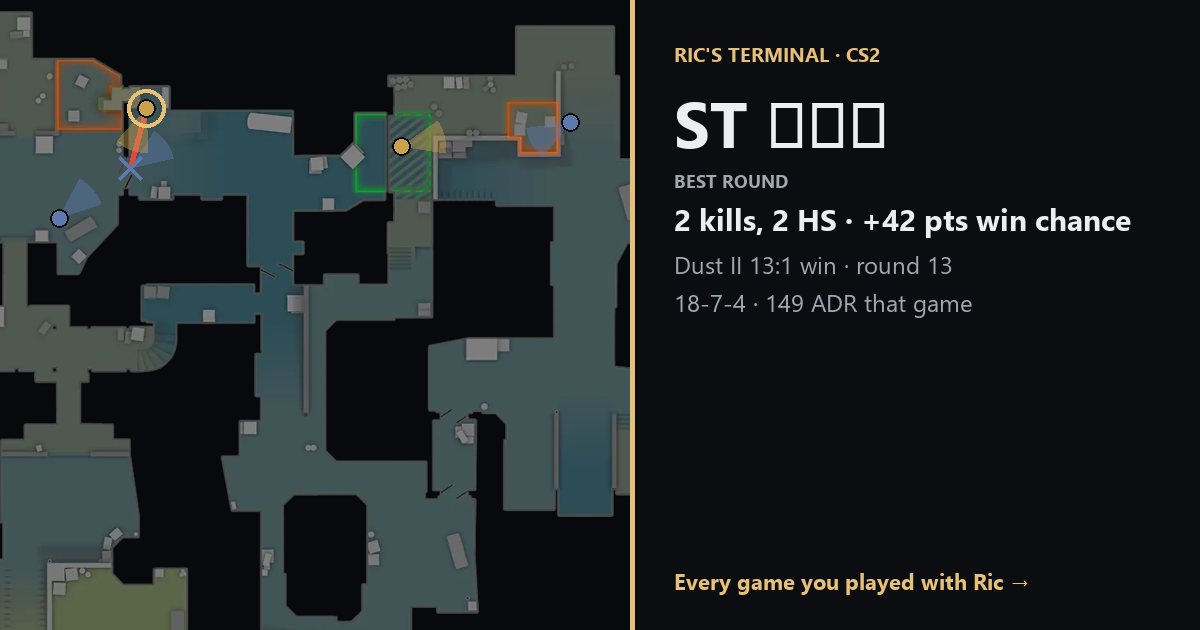 RIC'S TERMINAL · CS2
ST
BEST ROUND
2 kills, 2 HS · +42 pts win chance
Dust II 13:1 win · round 13
18-7-4 · 149 ADR that game
Every game you played with Ric →